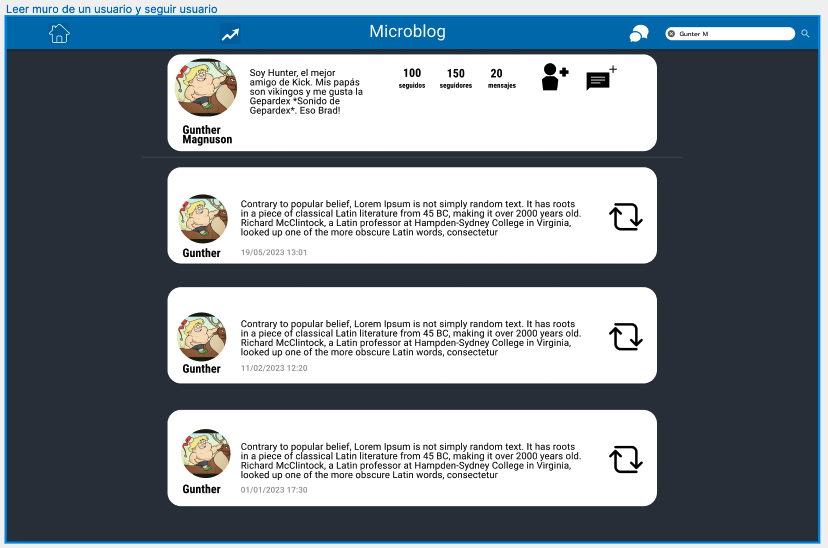 Leer muro de un usuario y seguir usuario
Microblog
Gunter M
Soy Hunter, el mejor
amigo de Kick. Mis papás
son vikingos y me gusta la
Gepardex *Sonido de
Gepardex*. Eso Brad!
100
seguidos
150
seguidores
20
mensajes
Gunther
Magnuson
Contrary to popular belief, Lorem Ipsum is not simply random text. It has roots
in a piece of classical Latin literature from 45 BC, making it over 2000 years old.
Richard McClintock, a Latin professor at Hampden-Sydney College in Virginia,
looked up one of the more obscure Latin words, consectetur
Gunther
19/05/2023 13:01
Contrary to popular belief, Lorem Ipsum is not simply random text. It has roots
in a piece of classical Latin literature from 45 BC, making it over 2000 years old.
Richard McClintock, a Latin professor at Hampden-Sydney College in Virginia,
looked up one of the more obscure Latin words, consectetur
Gunther
11/02/2023 12:20
Contrary to popular belief, Lorem Ipsum is not simply random text. It has roots
in a piece of classical Latin literature from 45 BC, making it over 2000 years old.
Richard McClintock, a Latin professor at Hampden-Sydney College in Virginia,
looked up one of the more obscure Latin words, consectetur
Gunther
01/01/2023 17:30